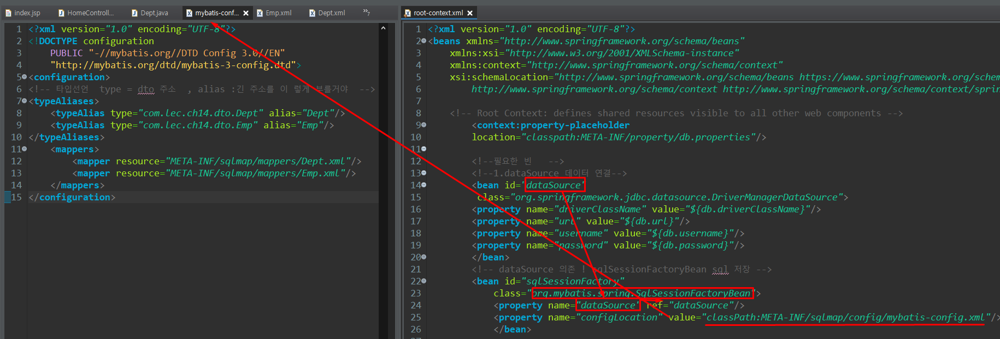 index.jsp
HomeControll...
Dept.java
mybatis-conf...
Emp.xml
Dept.xml
»7
1 <?xml version="1.0" encoding="UTF-8"?>
2 <!DOCTYPE configuration
3 PUBLIC "-//mybatis.org//DTD Config 3.0//EN"
4 "http://mybatis.org/dtd/mybatis-3-config.dtd">
5 <configuration>
6 <!-- 타입선언 type = dto 주소 , alias :긴 주소를 이 렇게 부를거야 -->
7 <typeAliases>
8 <typeAlias type="com.lec.ch14.dto.Dept" alias="Dept"/>
9 <typeAlias type="com.lec.ch14.dto.Emp" alias="Emp"/>
10 </typeAliases>
11 <mappers>
12 <mapper resource="META-INF/sqlmap/mappers/Dept.xml"/>
13 <mapper resource="META-INF/sqlmap/mappers/Emp.xml"/>
14 </mappers>
15 </configuration>
root-context.xml
1 <?xml version="1.0" encoding="UTF-8"?>
2 <beans xmlns="http://www.springframework.org/schema/beans"
3 xmlns:xsi="http://www.w3.org/2001/XMLSchema-instance"
4 xmlns:context="http://www.springframework.org/schema/context"
5 xsi:schemaLocation="http://www.springframework.org/schema/beans https://www.springframework.org/schem
6 http://www.springframework.org/schema/context http://www.springframework.org/schema/context/sprin
7
8 <!-- Root Context: defines shared resources visible to all other web components -->
9 <context:property-placeholder
10 location="classpath:META-INF/property/db.properties"/>
11
12 <!--필요한 빈 -->
13 <!--1.dataSource 데이터 연결-->
14 <bean id="dataSource"
15 class="org.springframework.jdbc.datasource.DriverManagerDataSource">
16 <property name="driverClassName" value="${db.driverClassName}"/>
17 <property name="url" value="${db.url}"/>
18 <property name="username" value="${db.username}"/>
19 <property name="password" value="${db.password}"/>
20 </bean>
21 <!-- dataSource 의존 ! sqlSessionFactoryBean sql 저장 -->
22 <bean id="sqlSessionFactory"
23 class="org.mybatis.spring.SqlSessionFactoryBean">
24 <property name="dataSource" ref="dataSource"/>
25 <property name="configLocation" value="classPath:META-INF/sqlmap/config/mybatis-config.xml"/>
26 </bean>